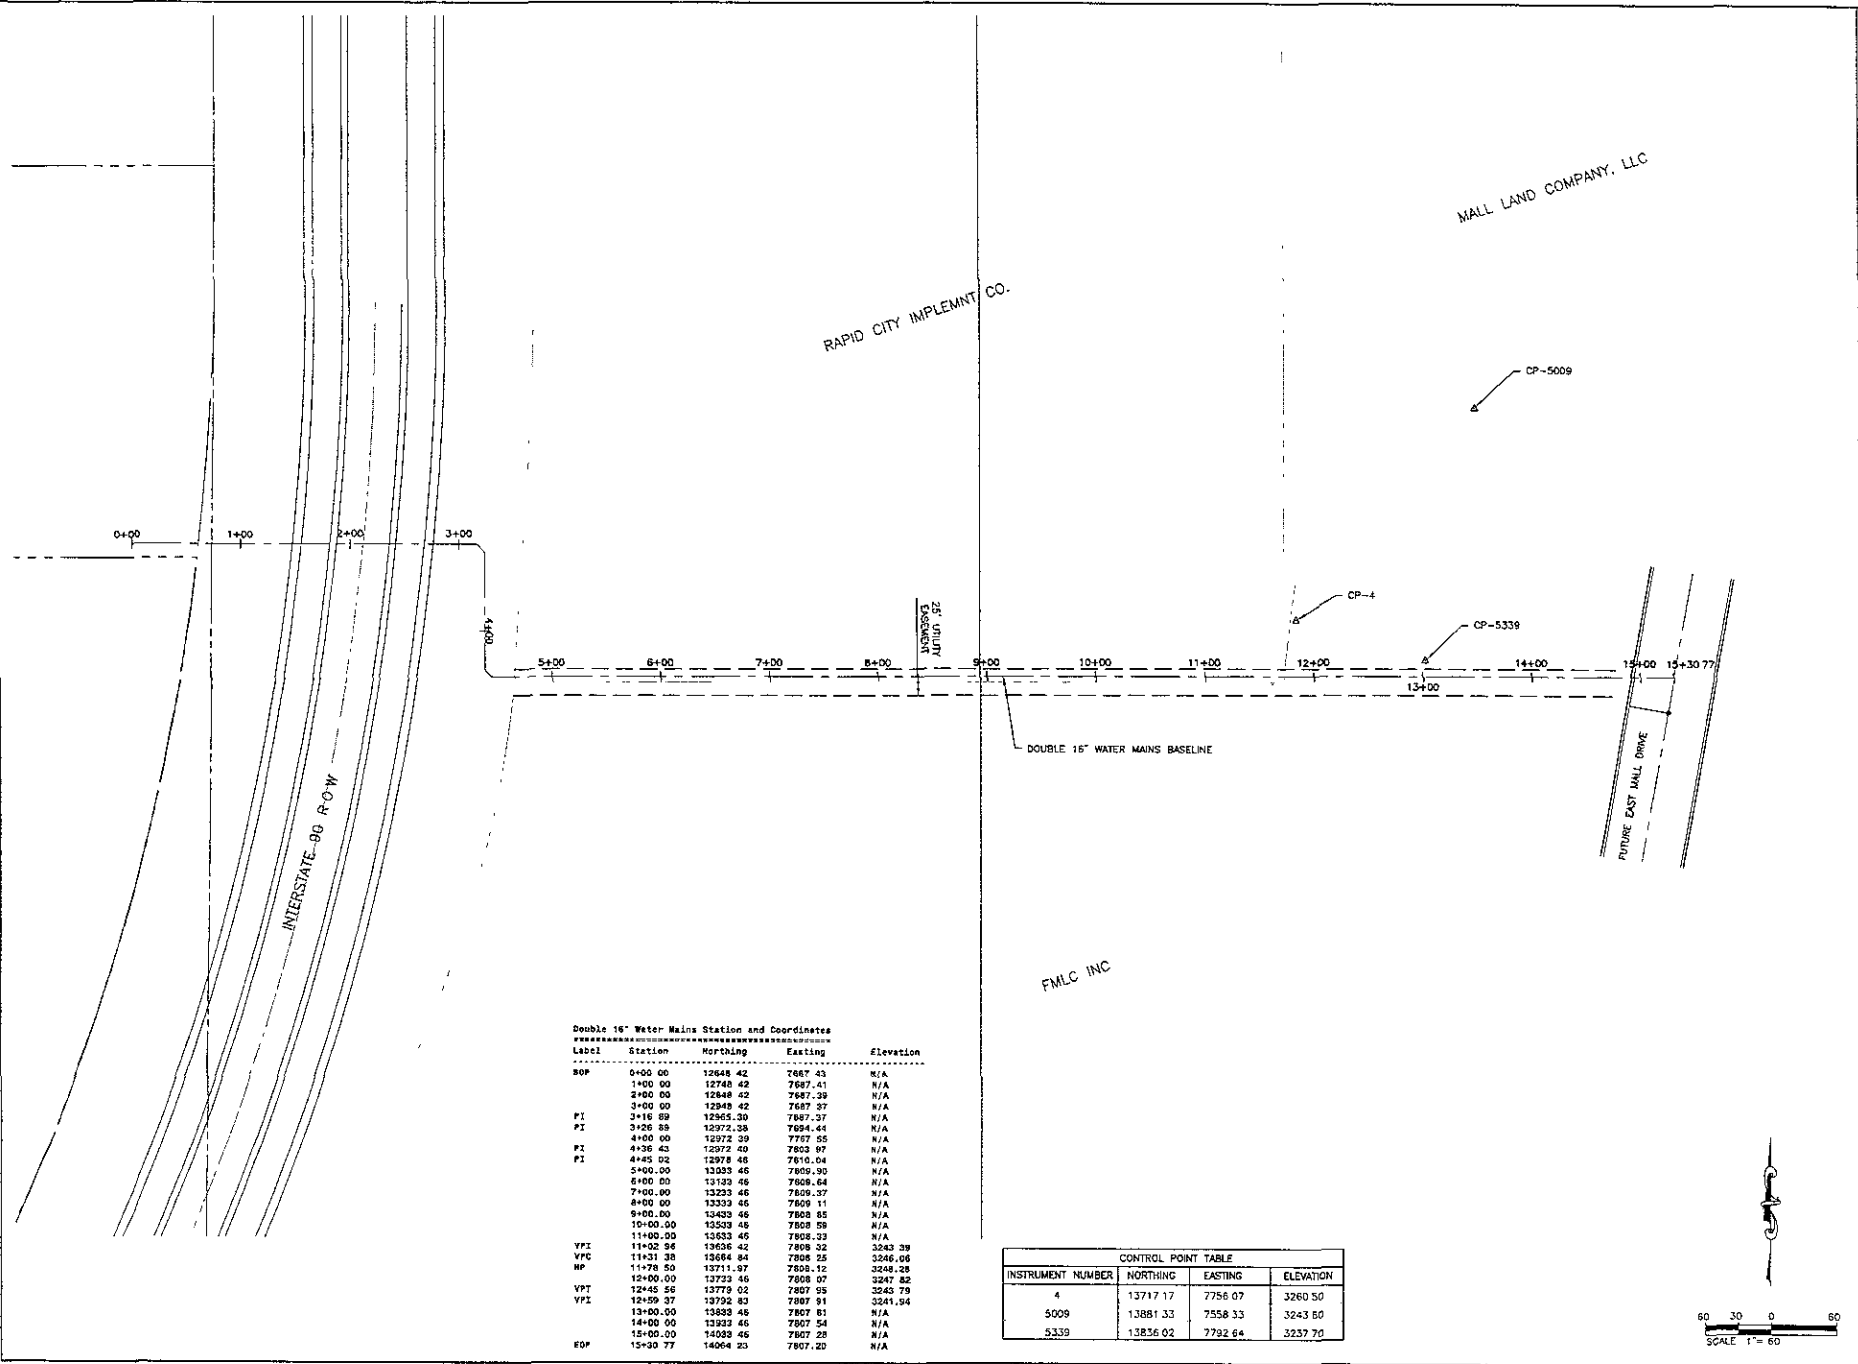 MALL LAND COMPANY, LLC
RAPID CITY IMPLEMNT CO.
CP-5009
0+00 1+00 2+00 3+00
4+00
25' UTILITY
EASEMENT
CP-4
CP-5339
5+00 6+00 7+00 8+00 9+00 10+00 11+00 12+00 13+00 14+00 15+00 15+30 77
DOUBLE 16" WATER MAINS BASELINE
FUTURE EAST MALL DRIVE
INTERSTATE-90 R-O-W
FMLC INC
Double 16" Water Mains Station and Coordinates
Label Station Northing Easting Elevation
BOP 0+00 00 12648 42 7687 43 N/A
1+00 00 12748 42 7687.41 N/A
2+00 00 12848 42 7687.39 N/A
3+00 00 12948 42 7687 37 N/A
PI 3+16 89 12965.30 7687.37 N/A
PI 3+26 89 12972.38 7694.44 N/A
4+00 00 12972 39 7767 55 N/A
PI 4+36 43 12972 40 7803 97 N/A
PI 4+45 02 12978 46 7810.04 N/A
5+00.00 13033 46 7809.90 N/A
6+00 00 13133 46 7809.64 N/A
7+00.00 13233 46 7809.37 N/A
8+00 00 13333 46 7809 11 N/A
9+00.00 13433 46 7808 85 N/A
10+00.00 13533 46 7808 59 N/A
11+00.00 13633 46 7808.33 N/A
VPI 11+02 96 13636 42 7808 32 3243 39
VPC 11+31 38 13664 84 7808 25 3246.06
HP 11+78 50 13711.97 7808.12 3248.28
12+00.00 13733 46 7808 07 3247 82
VPT 12+45 56 13779 02 7807 95 3243 79
VPI 12+59 37 13792 83 7807 91 3241.94
13+00.00 13833 46 7807 81 N/A
14+00 00 13933 46 7807 54 N/A
15+00.00 14033 46 7807 28 N/A
EOP 15+30 77 14064 23 7807.20 N/A
CONTROL POINT TABLE
INSTRUMENT NUMBER NORTHING EASTING ELEVATION
4 13717 17 7756 07 3260 50
5009 13881 33 7558 33 3243 60
5339 13836 02 7792 64 3237 70
60 30 0 60
SCALE 1"= 60